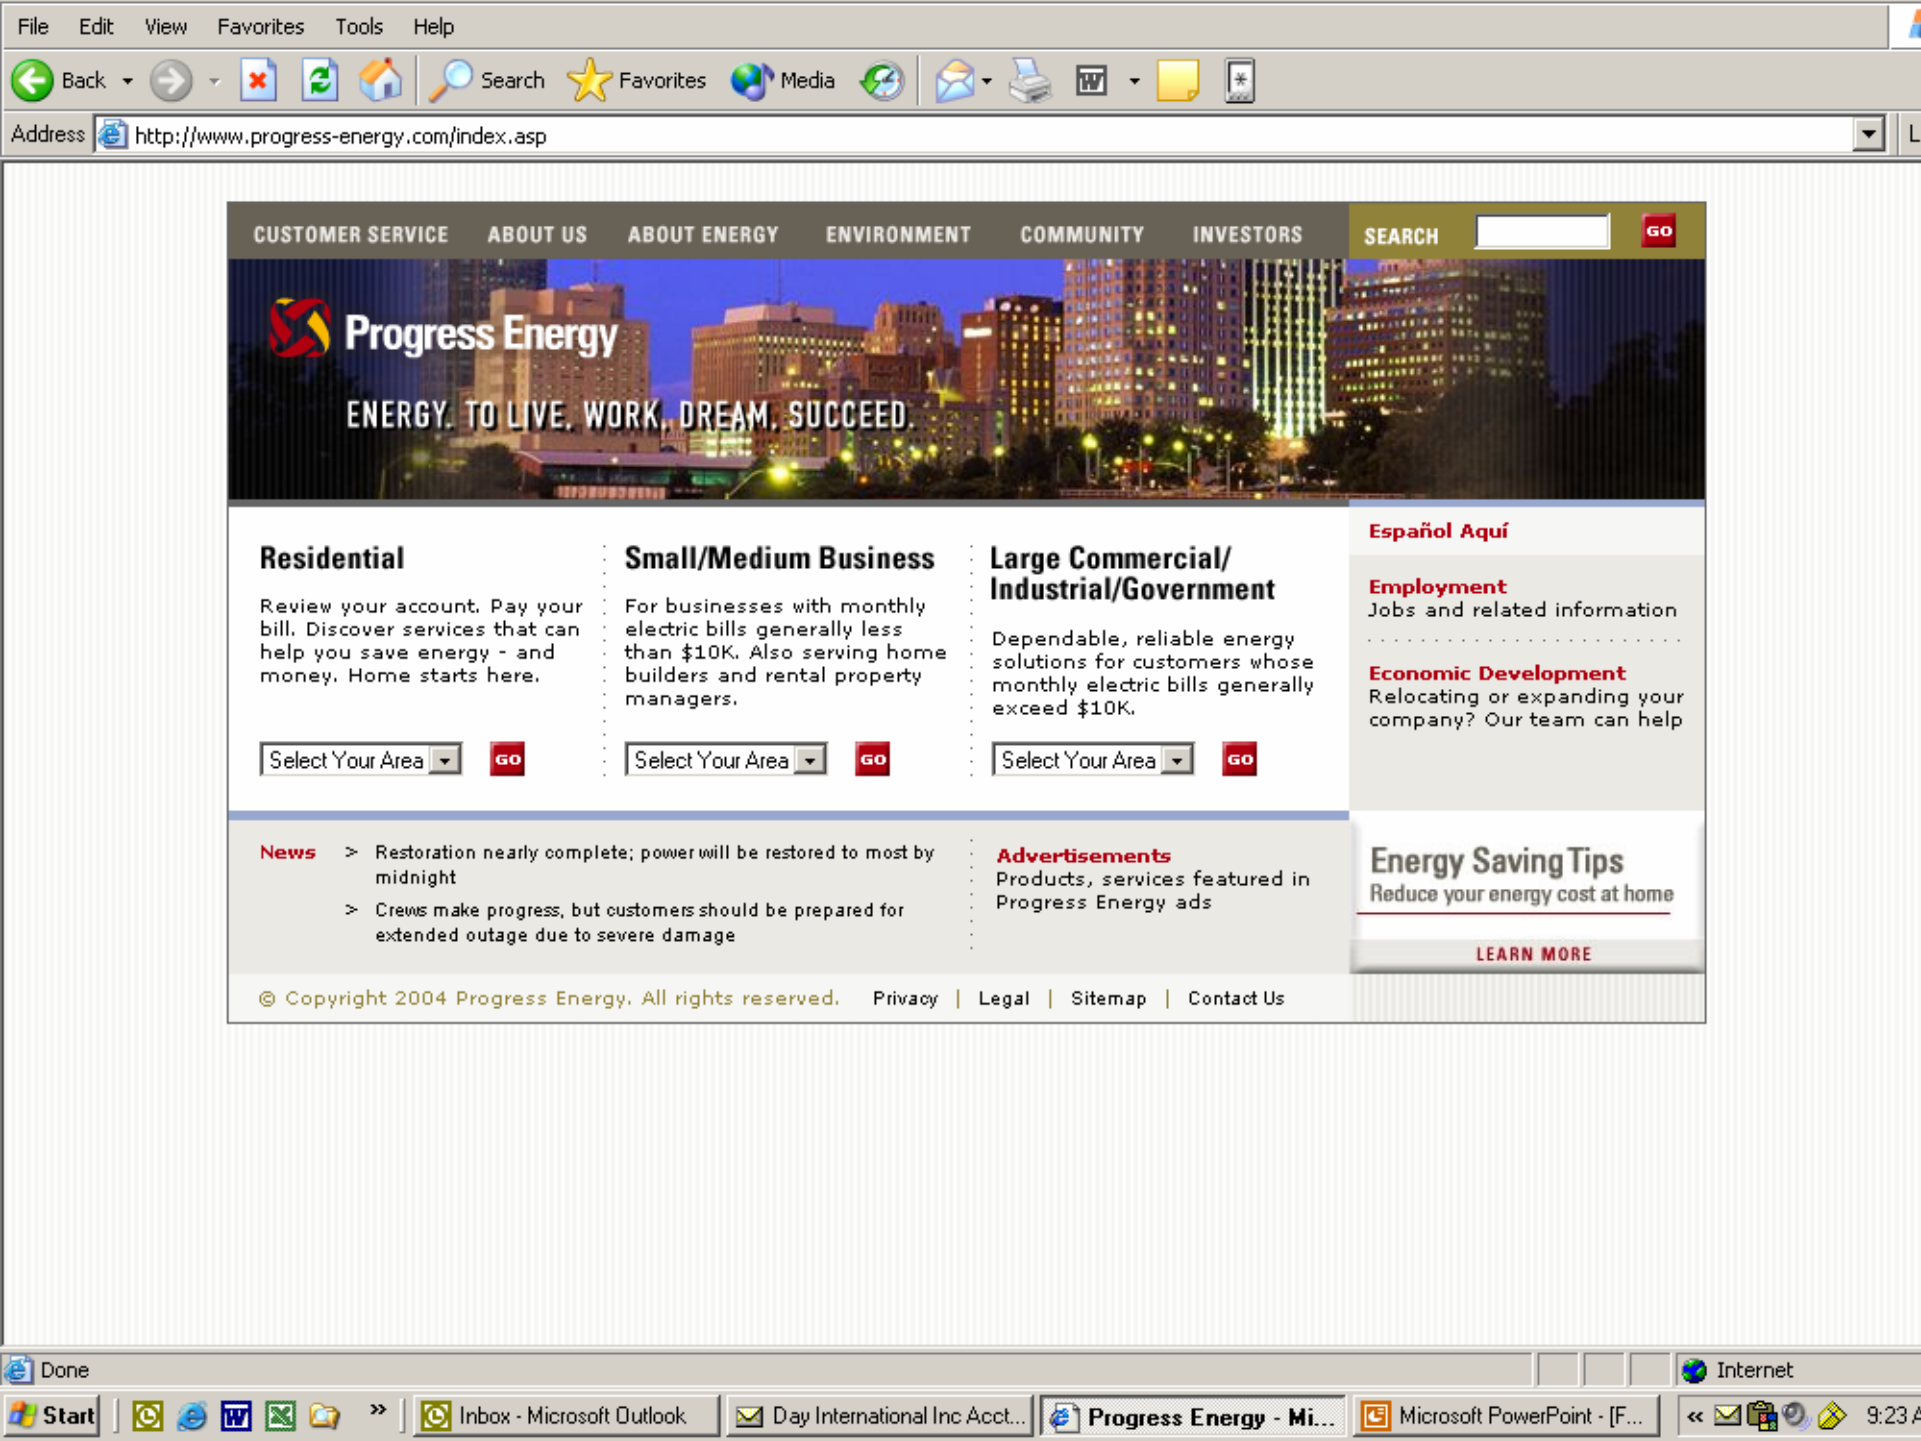 File Edit View Favorites Tools Help
Back Search Favorites Media
Address http://www.progress-energy.com/index.asp
CUSTOMER SERVICE ABOUT US ABOUT ENERGY ENVIRONMENT COMMUNITY INVESTORS SEARCH GO
Progress Energy
ENERGY. TO LIVE, WORK, DREAM, SUCCEED.
Residential
Review your account. Pay your
bill. Discover services that can
help you save energy - and
money. Home starts here.
Select Your Area GO
Small/Medium Business
For businesses with monthly
electric bills generally less
than $10K. Also serving home
builders and rental property
managers.
Select Your Area GO
Large Commercial/
Industrial/Government
Dependable, reliable energy
solutions for customers whose
monthly electric bills generally
exceed $10K.
Select Your Area GO
Español Aquí
Employment
Jobs and related information
Economic Development
Relocating or expanding your
company? Our team can help
News > Restoration nearly complete; power will be restored to most by
midnight
> Crews make progress, but customers should be prepared for
extended outage due to severe damage
Advertisements
Products, services featured in
Progress Energy ads
Energy Saving Tips
Reduce your energy cost at home
LEARN MORE
© Copyright 2004 Progress Energy. All rights reserved. Privacy | Legal | Sitemap | Contact Us
Done Internet
Start » Inbox - Microsoft Outlook Day International Inc Acct... Progress Energy - Mi... Microsoft PowerPoint - [F... « 9:23 A